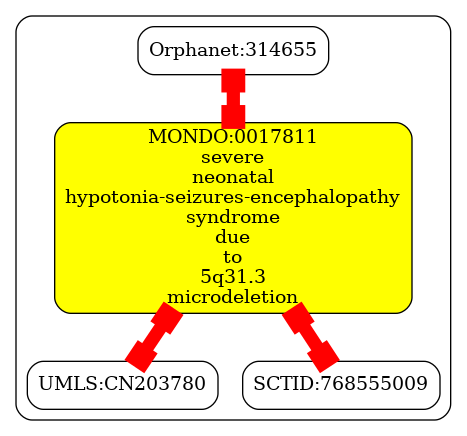 Orphanet:314655
MONDO:0017811
severe
neonatal
hypotonia-seizures-encephalopathy
syndrome
due
to
5q31.3
microdeletion
UMLS:CN203780
SCTID:768555009